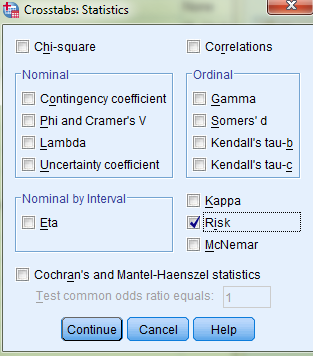 Crosstabs: Statistics
Chi-square
Correlations
Nominal
Contingency coefficient
Phi and Cramer's V
Lambda
Uncertainty coefficient
Ordinal
Gamma
Somers' d
Kendall's tau-b
Kendall's tau-c
Nominal by Interval
Eta
Kappa
Risk
McNemar
Cochran's and Mantel-Haenszel statistics
Test common odds ratio equals: 1
Continue Cancel Help